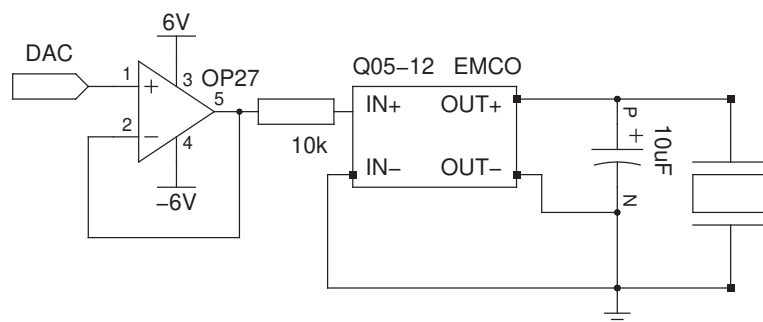 6V
DAC
OP27
Q05−12 EMCO
1
+
3
5
2
−
4
−6V
10k
IN+ OUT+
IN− OUT−
P
+
10uF
N